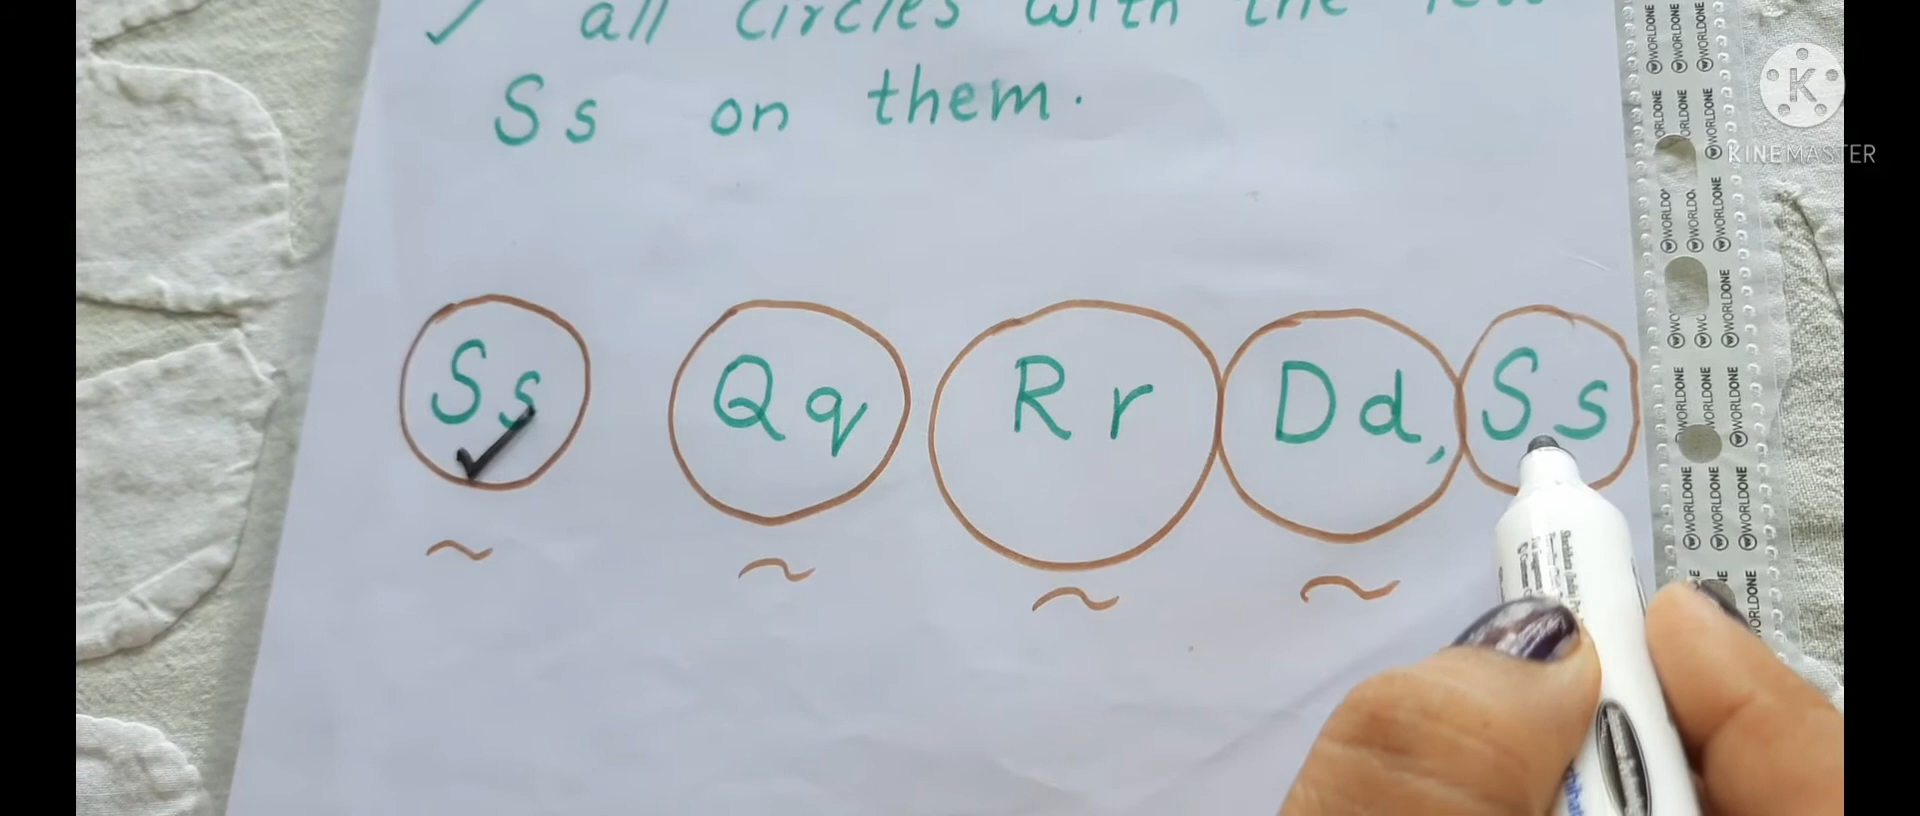 ✓ all circles with the
Ss on them.
Ss Qq Rr Dd, Ss
KINEMASTER
WORLDONE